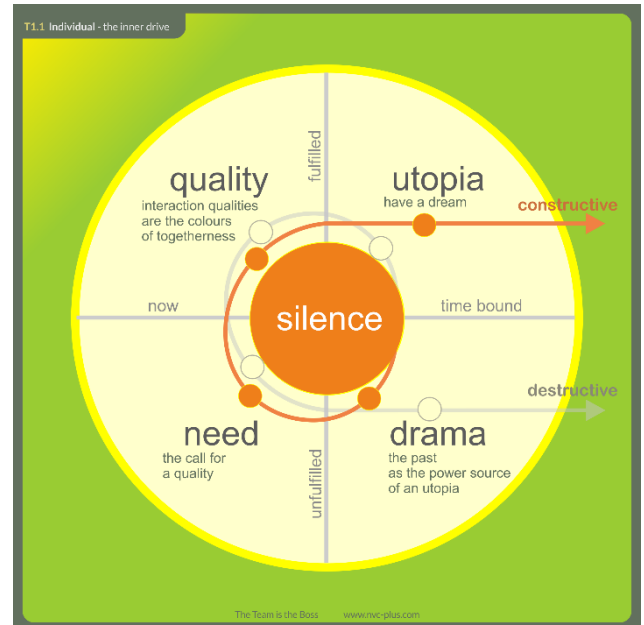 T1.1 Individual - the inner drive
fulfilled
quality
interaction qualities
are the colours
of togetherness
utopia
have a dream
constructive
now
silence
time bound
destructive
need
the call for
a quality
drama
the past
as the power source
of an utopia
unfulfilled
The Team is the Boss www.nvc-plus.com